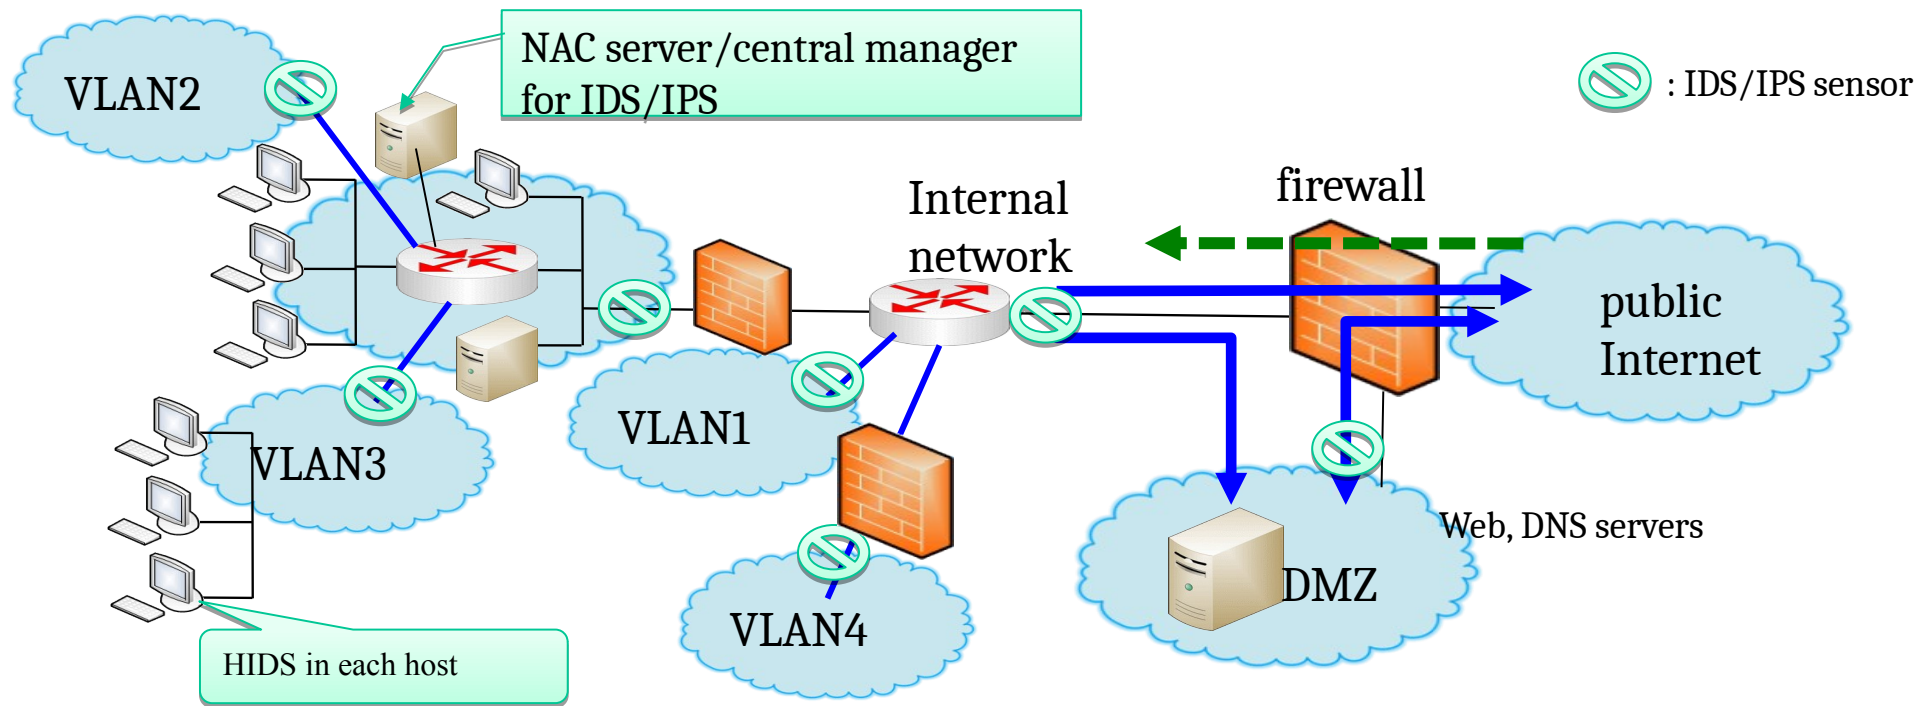 NAC server/central manager
for IDS/IPS
VLAN2
: IDS/IPS sensor
firewall
Internal
network
public
Internet
VLAN1
VLAN3
Web, DNS servers
DMZ
VLAN4
HIDS in each host